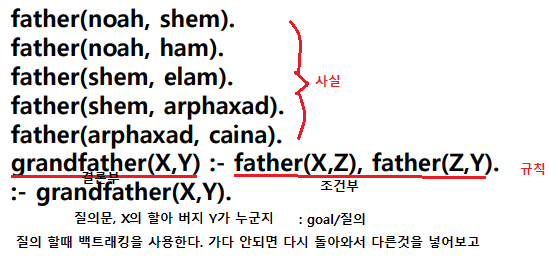 father(noah, shem).
father(noah, ham).
father(shem, elam).
사실
father(shem, arphaxad).
father(arphaxad, caina).
grandfather(X,Y) :- father(X,Z), father(Z,Y).
규칙
결론부
조건부
:- grandfather(X,Y).
질의문, X의 할아 버지 Y가 누군지 : goal/질의
질의 할때 백트래킹을 사용한다. 가다 안되면 다시 돌아와서 다른것을 넣어보고